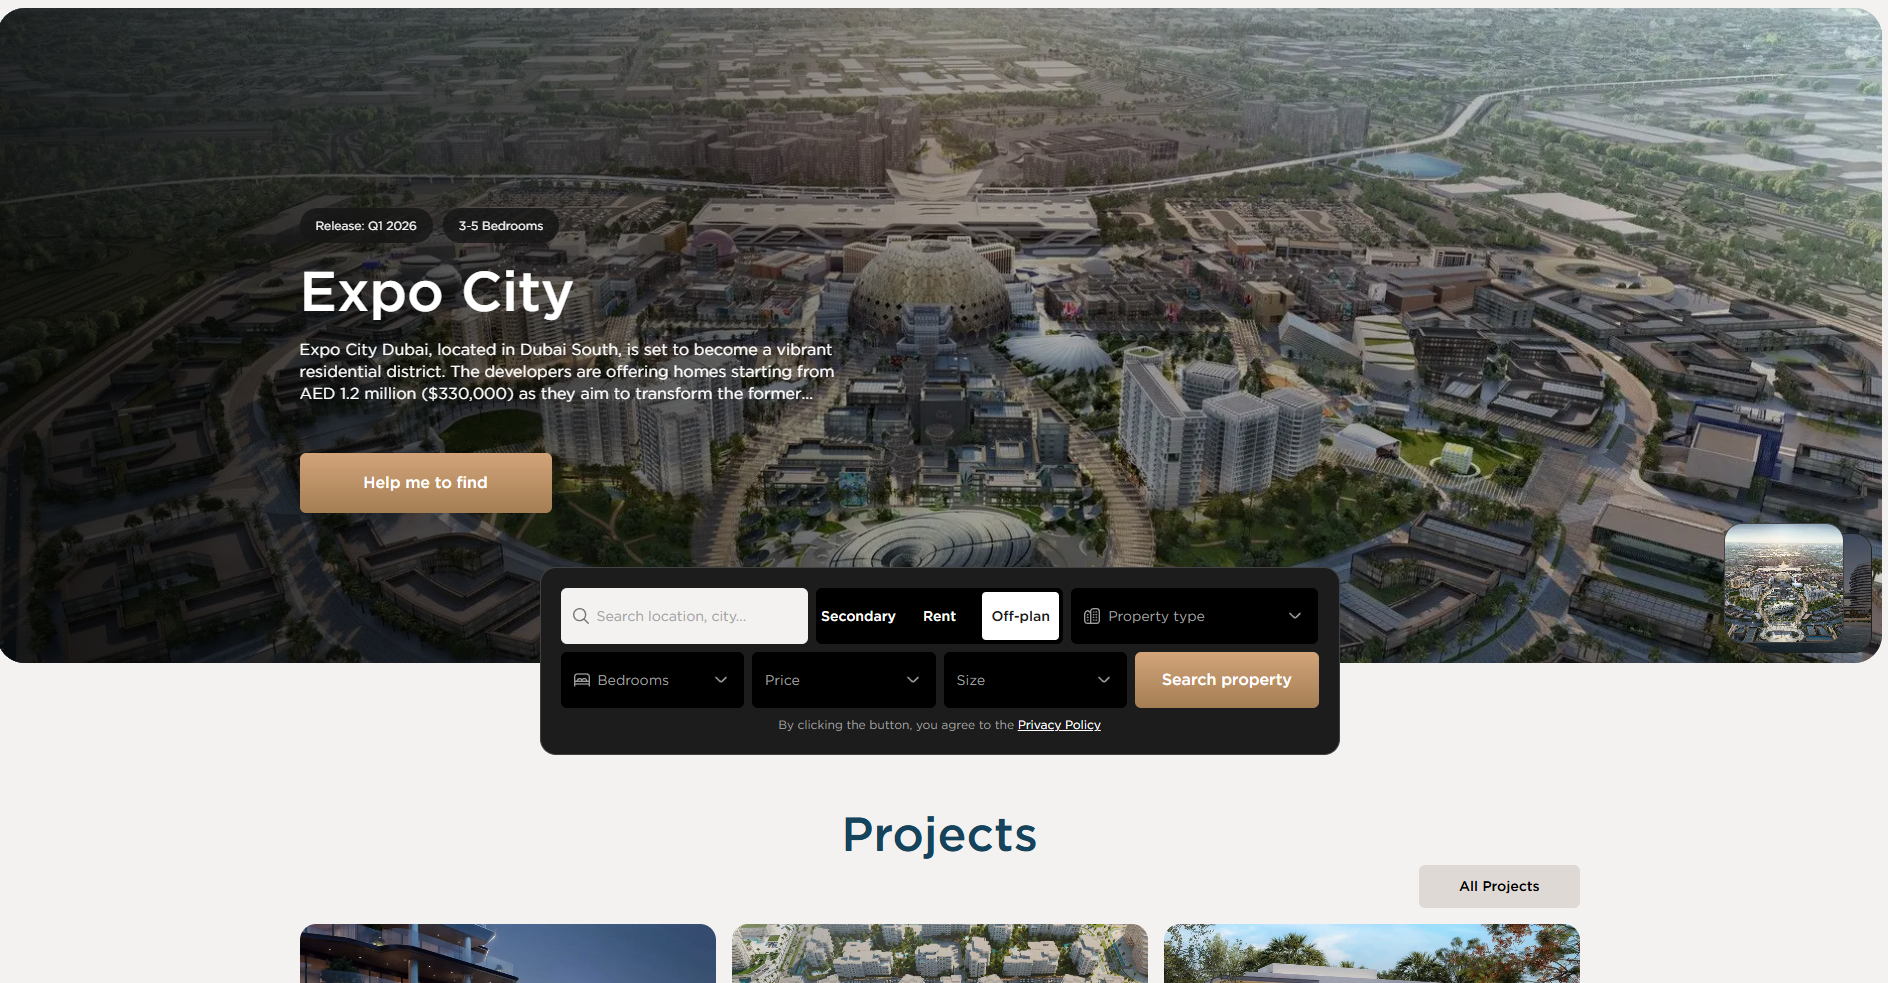 Release: Q1 2026
3-5 Bedrooms
Expo City
Expo City Dubai, located in Dubai South, is set to become a vibrant
residential district. The developers are offering homes starting from
AED 1.2 million ($330,000) as they aim to transform the former...
Help me to find
Search location, city...
Secondary
Rent
Off-plan
Property type
Bedrooms
Price
Size
Search property
By clicking the button, you agree to the Privacy Policy
Projects
All Projects